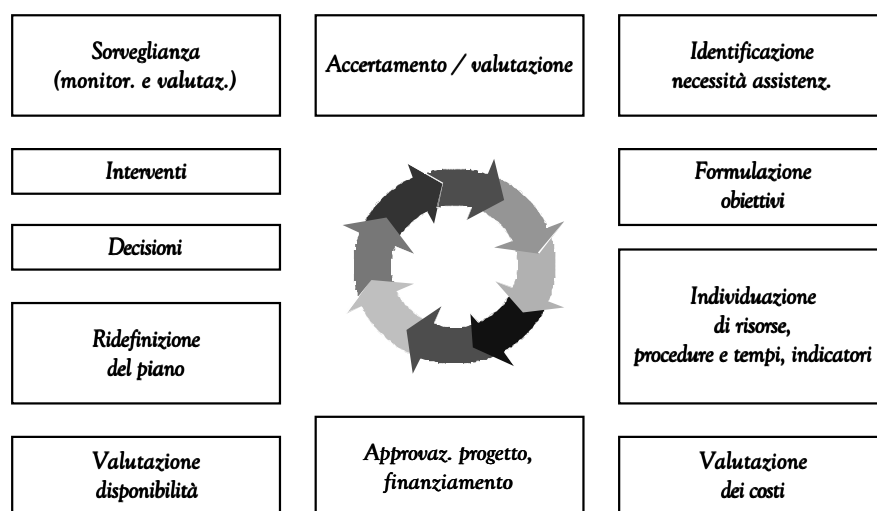 Sorveglianza
(monitor. e valutaz.)
Accertamento / valutazione
Identificazione
necessità assistenz.
Interventi
Formulazione
obiettivi
Decisioni
Individuazione
di risorse,
procedure e tempi, indicatori
Ridefinizione
del piano
Valutazione
disponibilità
Approvaz. progetto,
finanziamento
Valutazione
dei costi